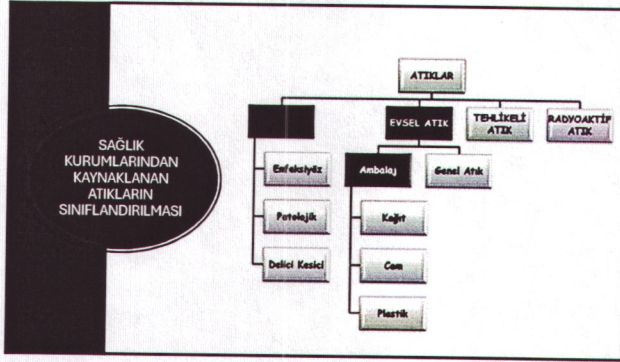 SAĞLIK
KURUMLARINDAN
KAYNAKLANAN
ATIKLARIN
SINIFLANDIRILMASI
ATIKLAR
EVSEL ATIK
TEHLİKELİ
ATIK
RADYOAKTİF
ATIK
Enfeksiyöz
Ambalaj
Genel Atık
Patolojik
Kağıt
Delici Kesici
Cam
Plastik